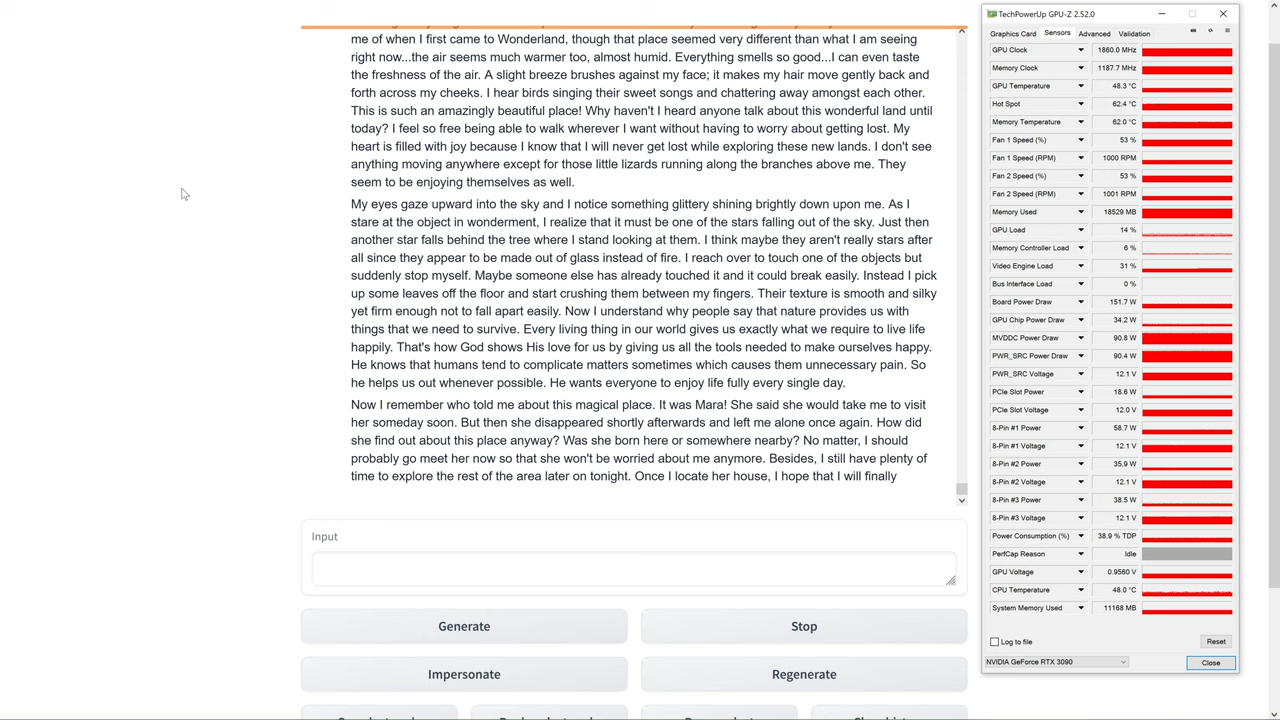 me of when I first came to Wonderland, though that place seemed very different than what I am seeing
right now...the air seems much warmer too, almost humid. Everything smells so good...I can even taste
the freshness of the air. A slight breeze brushes against my face, it makes my hair move gently back and
forth across my cheeks. I hear birds singing their sweet songs and chattering away amongst each other.
This is such an amazingly beautiful place! Why haven't I heard anyone talk about this wonderful land until
today? I feel so free being able to walk wherever I want without having to worry about getting lost. My
heart is filled with joy because I know that I will never get lost while exploring these new lands. I don't see
anything moving anywhere except for those little lizards running along the branches above me. They
seem to be enjoying themselves as well.
My eyes gaze upward into the sky and I notice something glittery shining brightly down upon me. As I
stare at the object in wonderment, I realize that it must be one of the stars falling out of the sky. Just then
another star falls behind the tree where I stand looking at them. I think maybe they aren't really stars after
all since they appear to be made out of glass instead of fire. I reach over to touch one of the objects but
suddenly stop myself. Maybe someone else has already touched it and it could break easily. Instead I pick
up some leaves off the floor and start crushing them between my fingers. Their texture is smooth and silky
yet firm enough not to fall apart easily. Now I understand why people say that nature provides us with
things that we need to survive. Every living thing in our world gives us exactly what we require to live life
happily. That's how God shows His love for us by giving us all the tools needed to make ourselves happy.
He knows that humans tend to complicate matters sometimes which causes them unnecessary pain. So
he helps us out whenever possible. He wants everyone to enjoy life fully every single day.
Now I remember who told me about this magical place. It was Mara! She said she would take me to visit
her someday soon. But then she disappeared shortly afterwards and left me alone once again. How did
she find out about this place anyway? Was she born here or somewhere nearby? No matter, I should
probably go meet her now so that she won't be worried about me anymore. Besides, I still have plenty of
time to explore the rest of the area later on tonight. Once I locate her house, I hope that I will finally
Input
Generate
Stop
Impersonate
Regenerate
TechPowerUp GPU-Z 2.52.0
Graphics Card Sensors Advanced Validation
GPU Clock 1860.0 MHz
Memory Clock 1187.7 MHz
GPU Temperature 48.3 °C
Hot Spot 62.4 °C
Memory Temperature 62.0 °C
Fan 1 Speed (%) 53 %
Fan 1 Speed (RPM) 1000 RPM
Fan 2 Speed (%) 53 %
Fan 2 Speed (RPM) 1001 RPM
Memory Used 18529 MB
GPU Load 14 %
Memory Controller Load 6 %
Video Engine Load 31 %
Bus Interface Load 0 %
Board Power Draw 151.7 W
GPU Chip Power Draw 34.2 W
MVDDC Power Draw 90.8 W
PWR_SRC Power Draw 90.4 W
PWR_SRC Voltage 12.1 V
PCIe Slot Power 18.6 W
PCIe Slot Voltage 12.0 V
8-Pin #1 Power 58.7 W
8-Pin #1 Voltage 12.1 V
8-Pin #2 Power 35.9 W
8-Pin #2 Voltage 12.1 V
8-Pin #3 Power 38.5 W
8-Pin #3 Voltage 12.1 V
Power Consumption (%) 38.9 % TDP
PerfCap Reason Idle
GPU Voltage 0.9560 V
CPU Temperature 48.0 °C
System Memory Used 11168 MB
Log to file
Reset
NVIDIA GeForce RTX 3090
Close